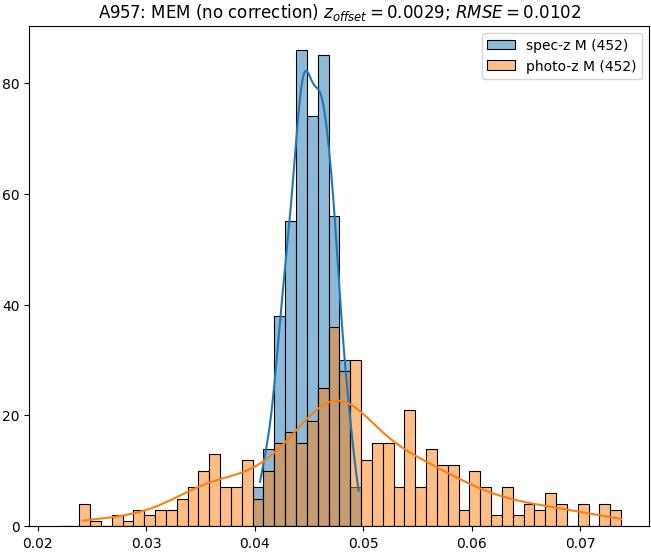 A957: MEM (no correction) z_offset = 0.0029; RMSE = 0.0102
spec-z M (452)
photo-z M (452)
80
60
40
20
0
0.02 0.03 0.04 0.05 0.06 0.07